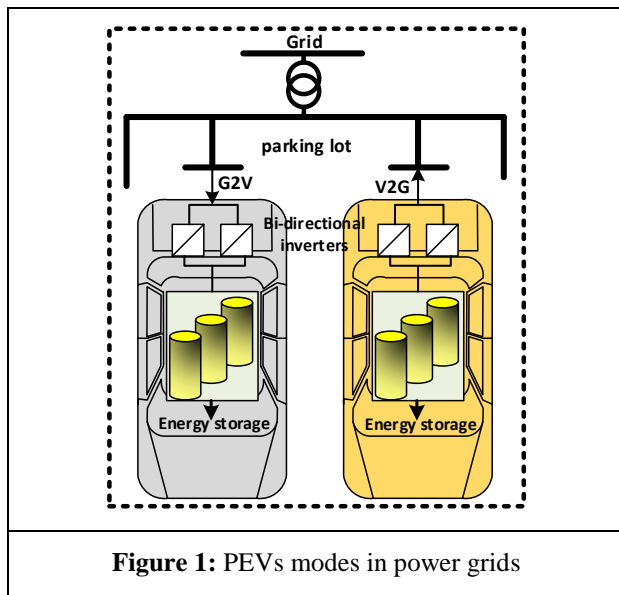 Grid
parking lot
G2V
V2G
Bi-directional
inverters
Energy storage
Energy storage
Figure 1: PEVs modes in power grids